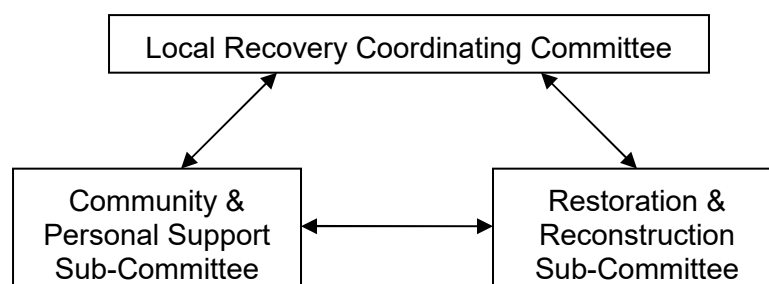 Local Recovery Coordinating Committee
Community &
Personal Support
Sub-Committee
Restoration &
Reconstruction
Sub-Committee